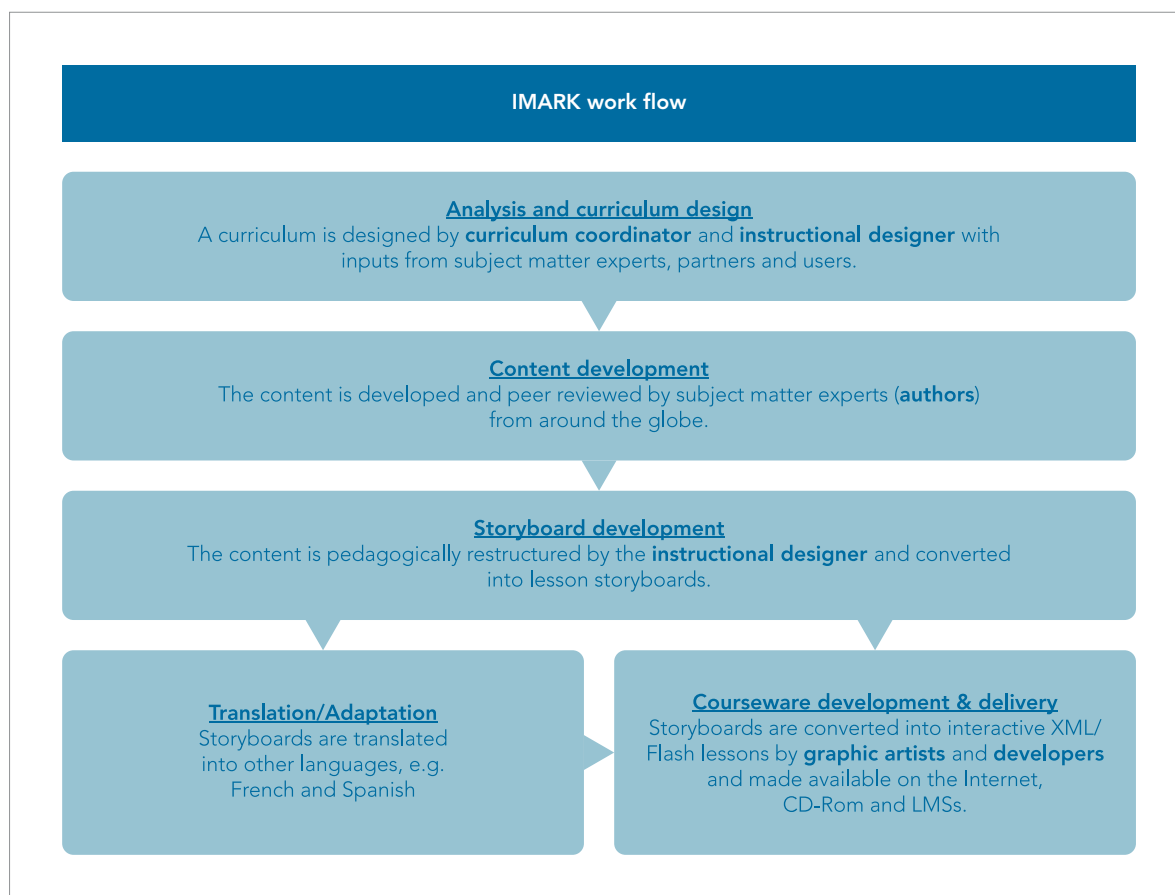 IMARK work flow
Analysis and curriculum design
A curriculum is designed by curriculum coordinator and instructional designer with
inputs from subject matter experts, partners and users.
Content development
The content is developed and peer reviewed by subject matter experts (authors)
from around the globe.
Storyboard development
The content is pedagogically restructured by the instructional designer and converted
into lesson storyboards.
Translation/Adaptation
Storyboards are translated
into other languages, e.g.
French and Spanish
Courseware development & delivery
Storyboards are converted into interactive XML/
Flash lessons by graphic artists and developers
and made available on the Internet,
CD-Rom and LMSs.